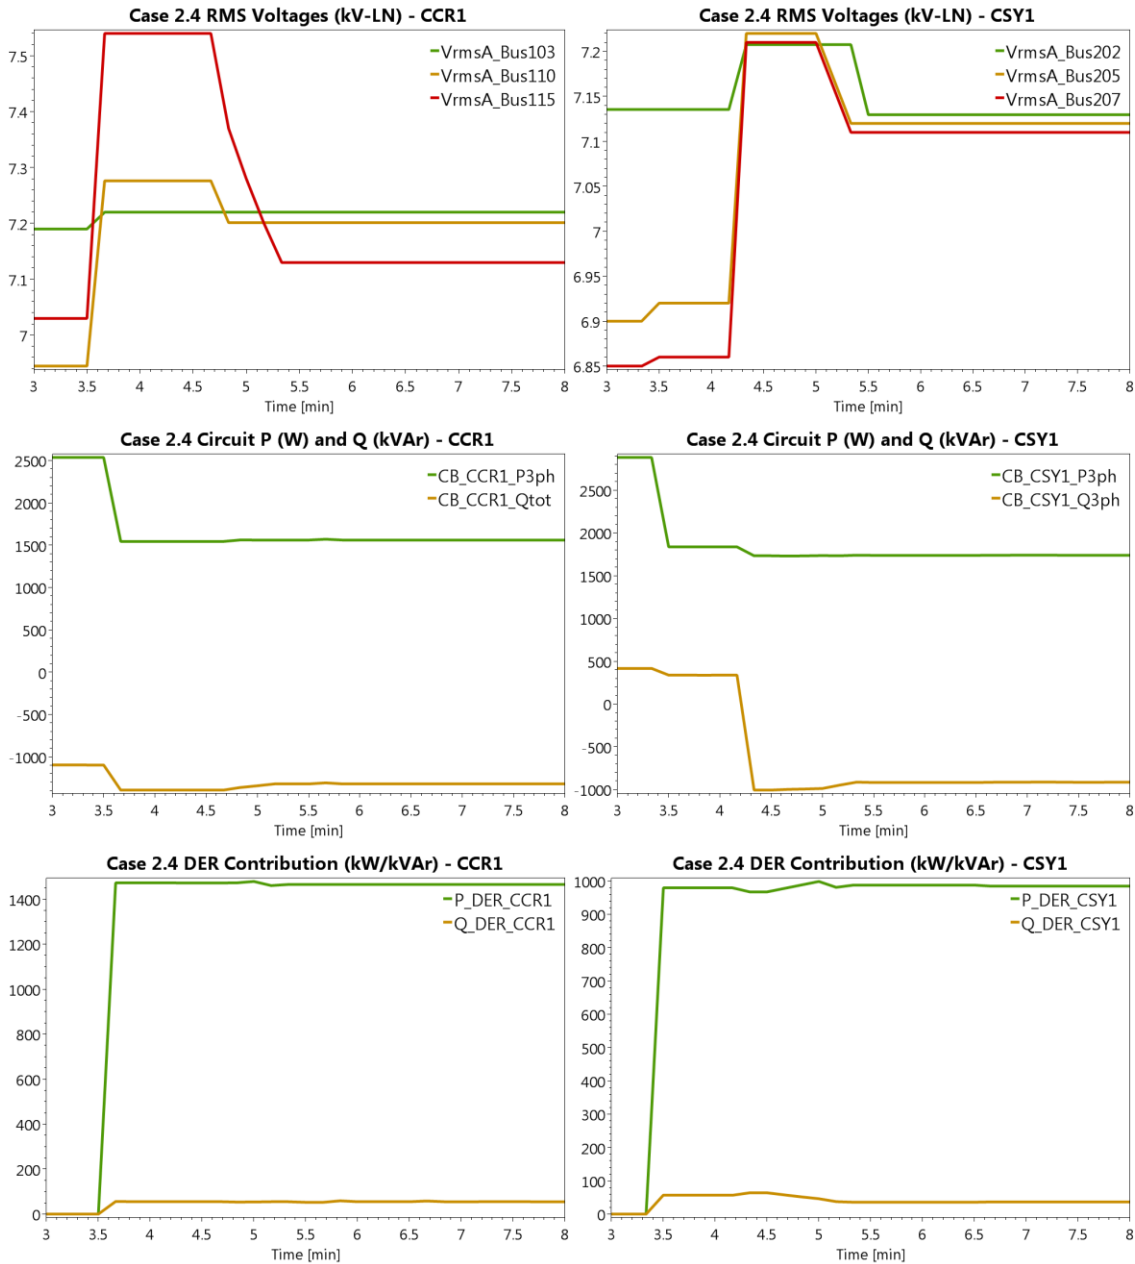 Case 2.4 RMS Voltages (kV-LN) - CCR1
VrmsA_Bus103
VrmsA_Bus110
VrmsA_Bus115
7.5
7.4
7.3
7.2
7.1
7
3 3.5 4 4.5 5 5.5 6 6.5 7 7.5 8
Time [min]
Case 2.4 RMS Voltages (kV-LN) - CSY1
VrmsA_Bus202
VrmsA_Bus205
VrmsA_Bus207
7.2
7.15
7.1
7.05
7
6.95
6.9
6.85
3 3.5 4 4.5 5 5.5 6 6.5 7 7.5 8
Time [min]
Case 2.4 Circuit P (W) and Q (kVAr) - CCR1
CB_CCR1_P3ph
CB_CCR1_Qtot
2500
2000
1500
1000
500
0
-500
-1000
3 3.5 4 4.5 5 5.5 6 6.5 7 7.5 8
Time [min]
Case 2.4 Circuit P (W) and Q (kVAr) - CSY1
CB_CSY1_P3ph
CB_CSY1_Q3ph
2500
2000
1500
1000
500
0
-500
-1000
3 3.5 4 4.5 5 5.5 6 6.5 7 7.5 8
Time [min]
Case 2.4 DER Contribution (kW/kVAr) - CCR1
P_DER_CCR1
Q_DER_CCR1
1400
1200
1000
800
600
400
200
0
3 3.5 4 4.5 5 5.5 6 6.5 7 7.5 8
Time [min]
Case 2.4 DER Contribution (kW/kVAr) - CSY1
P_DER_CSY1
Q_DER_CSY1
1000
900
800
700
600
500
400
300
200
100
0
3 3.5 4 4.5 5 5.5 6 6.5 7 7.5 8
Time [min]